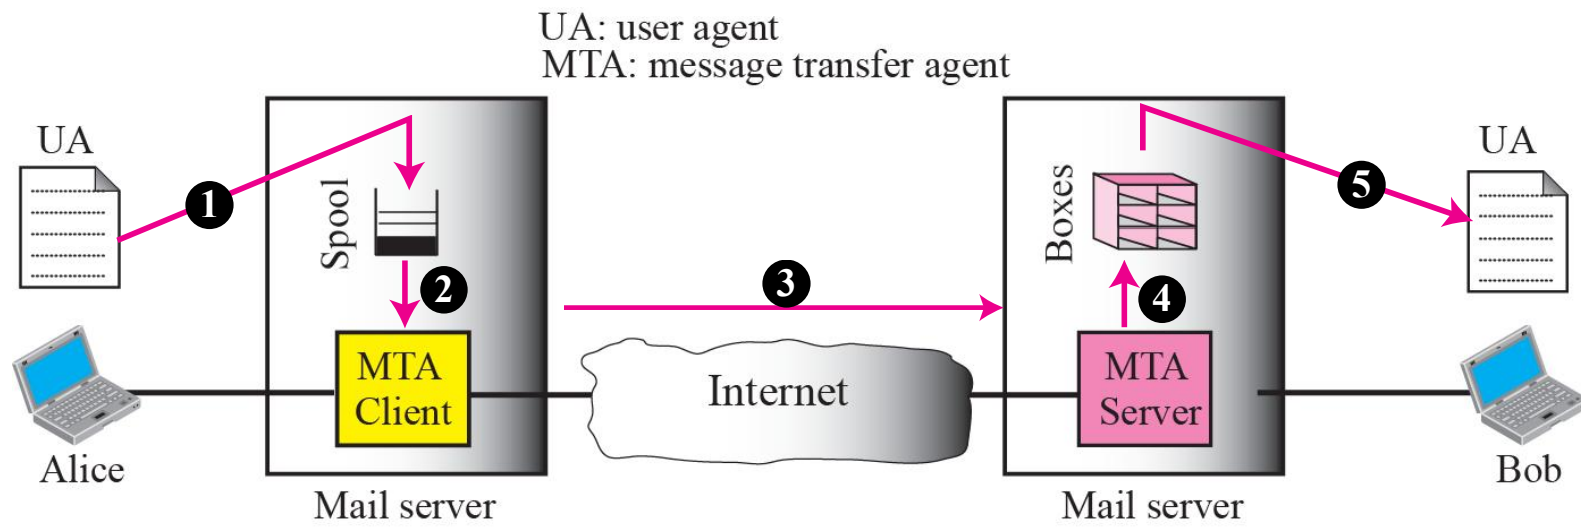 UA: user agent
MTA: message transfer agent
UA
1
Spool
2
MTA
Client
Alice
Mail server
3
Internet
Boxes
4
MTA
Server
Mail server
5
UA
Bob